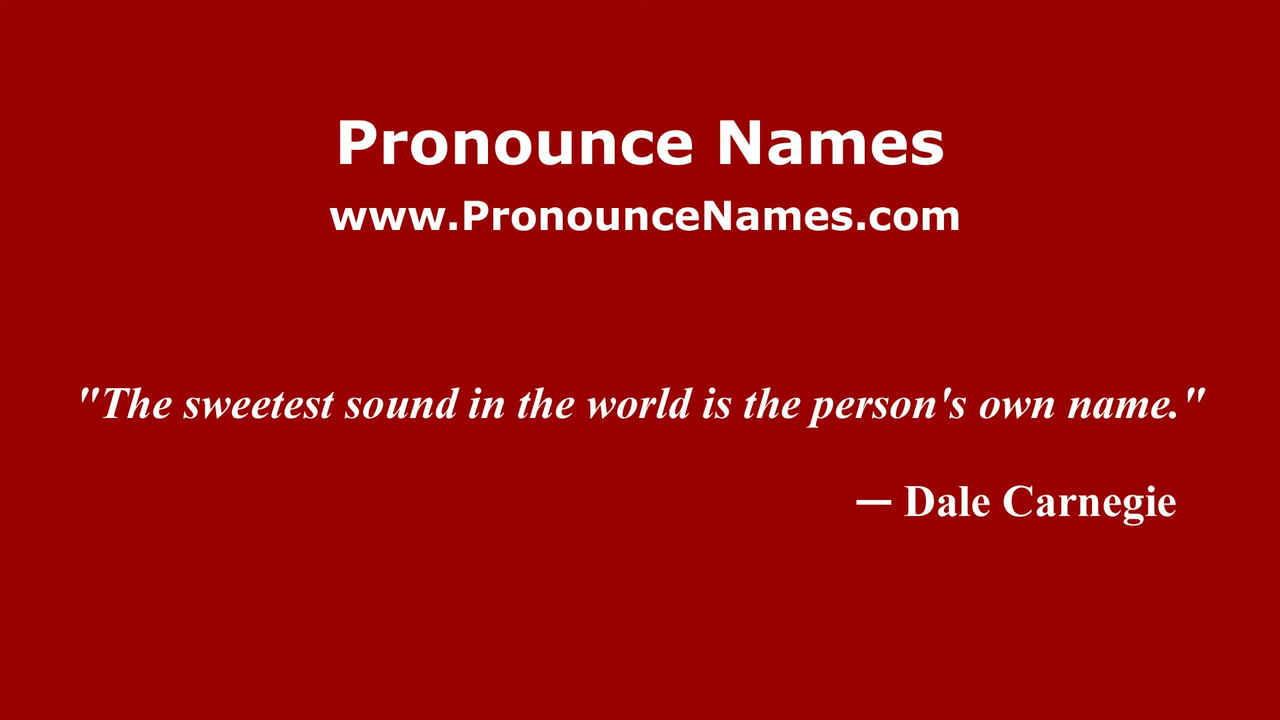 Pronounce Names
www.PronounceNames.com
"The sweetest sound in the world is the person's own name."
— Dale Carnegie